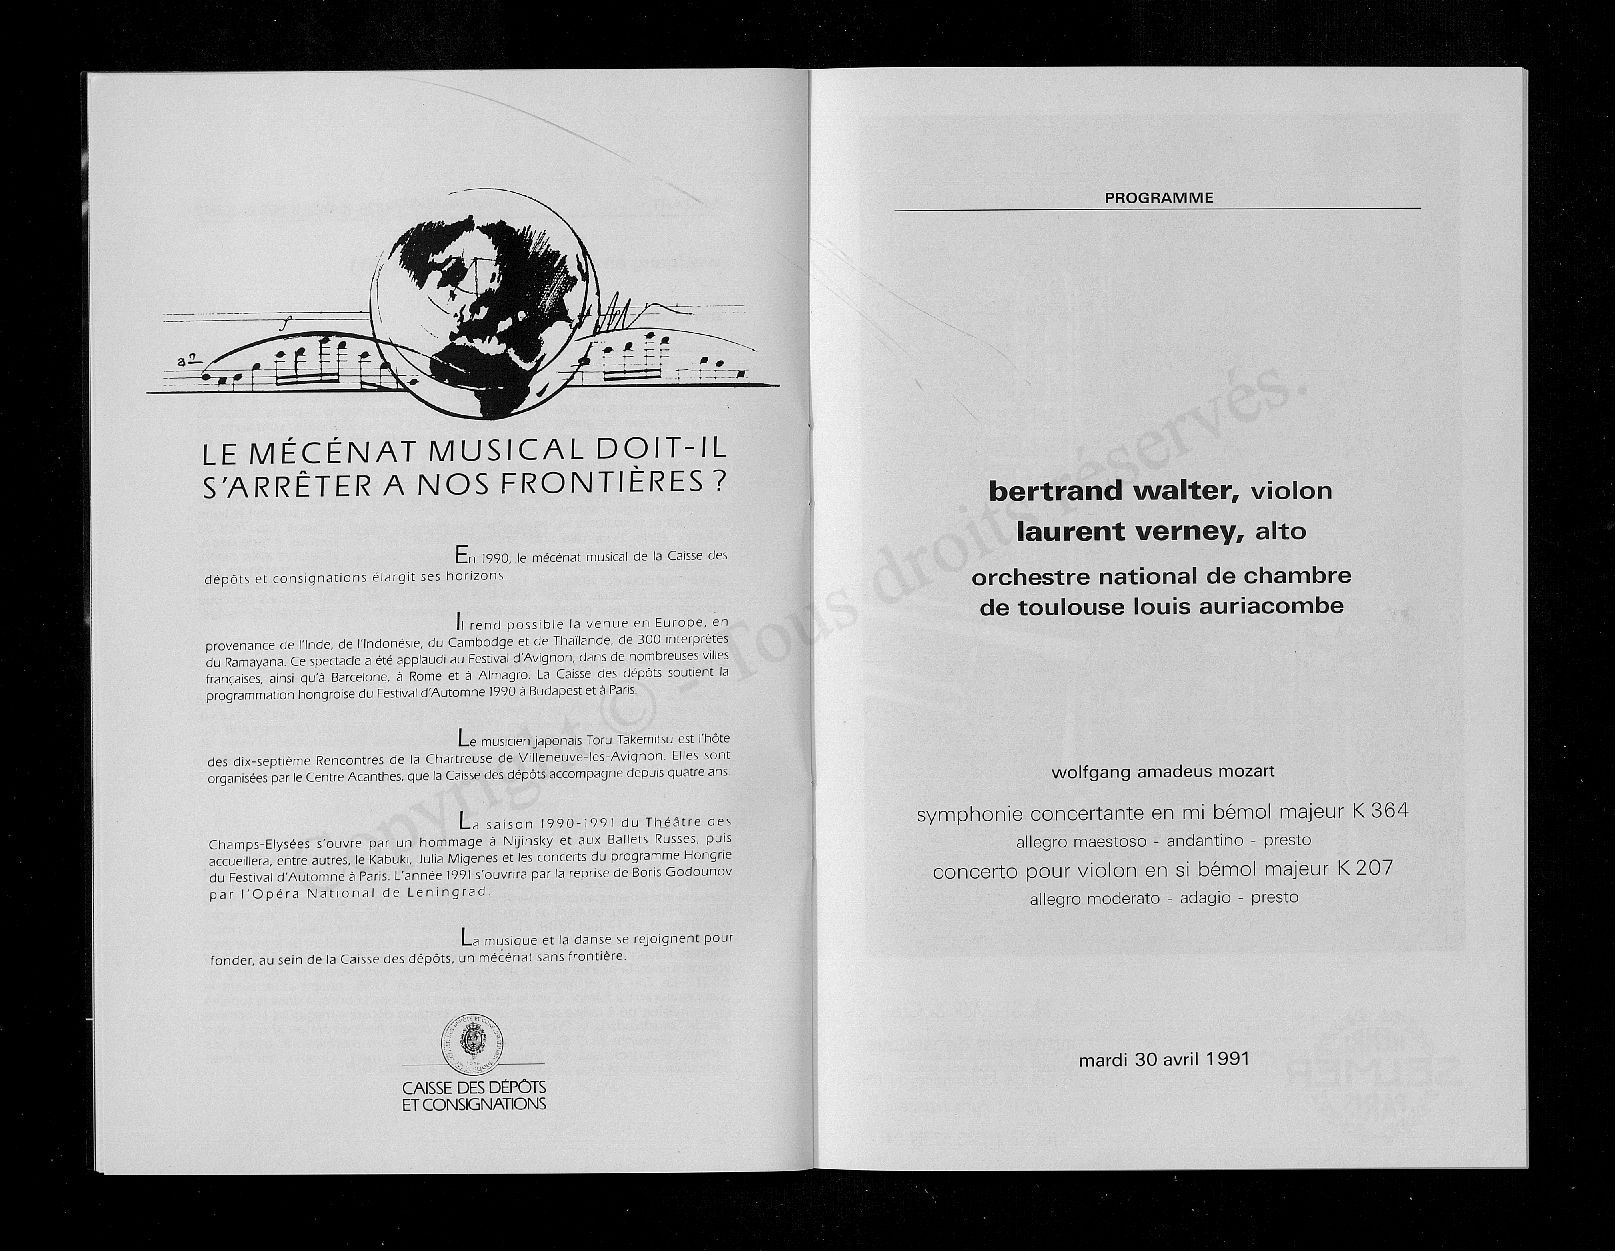 LE MÉCÉNAT MUSICAL DOIT-IL
S'ARRÊTER A NOS FRONTIÈRES ?
En 1990, le mécénat musical de la Caisse des
dépôts et consignations élargit ses horizons.
Il rend possible la venue en Europe, en
provenance de l'Inde, de l'Indonésie, du Cambodge et de Thaïlande, de 300 interprètes
du Ramayana. Ce spectacle a été applaudi au Festival d'Avignon, dans de nombreuses villes
françaises, ainsi qu'à Barcelone, à Rome et à Almagro. La Caisse des dépôts soutient la
programmation hongroise du Festival d'Automne 1990 à Budapest et à Paris.
Le musicien japonais Toru Takemitsu est l'hôte
des dix-septième Rencontres de la Chartreuse de Villeneuve-les-Avignon. Elles sont
organisées par le Centre Acanthes, que la Caisse des dépôts accompagne depuis quatre ans.
La saison 1990-1991 du Théâtre des
Champs-Elysées s'ouvre par un hommage à Nijinsky et aux Ballets Russes, puis
accueillera, entre autres, le Kabuki, Julia Migenes et les concerts du programme Hongrie
du Festival d'Automne à Paris. L'année 1991 s'ouvrira par la reprise de Boris Godounov
par l'Opéra National de Leningrad.
La musique et la danse se rejoignent pour
fonder, au sein de la Caisse des dépôts, un mécénat sans frontière.
CAISSE DES DÉPÔTS
ET CONSIGNATIONS
PROGRAMME
bertrand walter, violon
laurent verney, alto
orchestre national de chambre
de toulouse louis auriacombe
wolfgang amadeus mozart
symphonie concertante en mi bémol majeur K 364
allegro maestoso - andantino - presto
concerto pour violon en si bémol majeur K 207
allegro moderato - adagio - presto
mardi 30 avril 1991
Copyright © - Tous droits réservés.